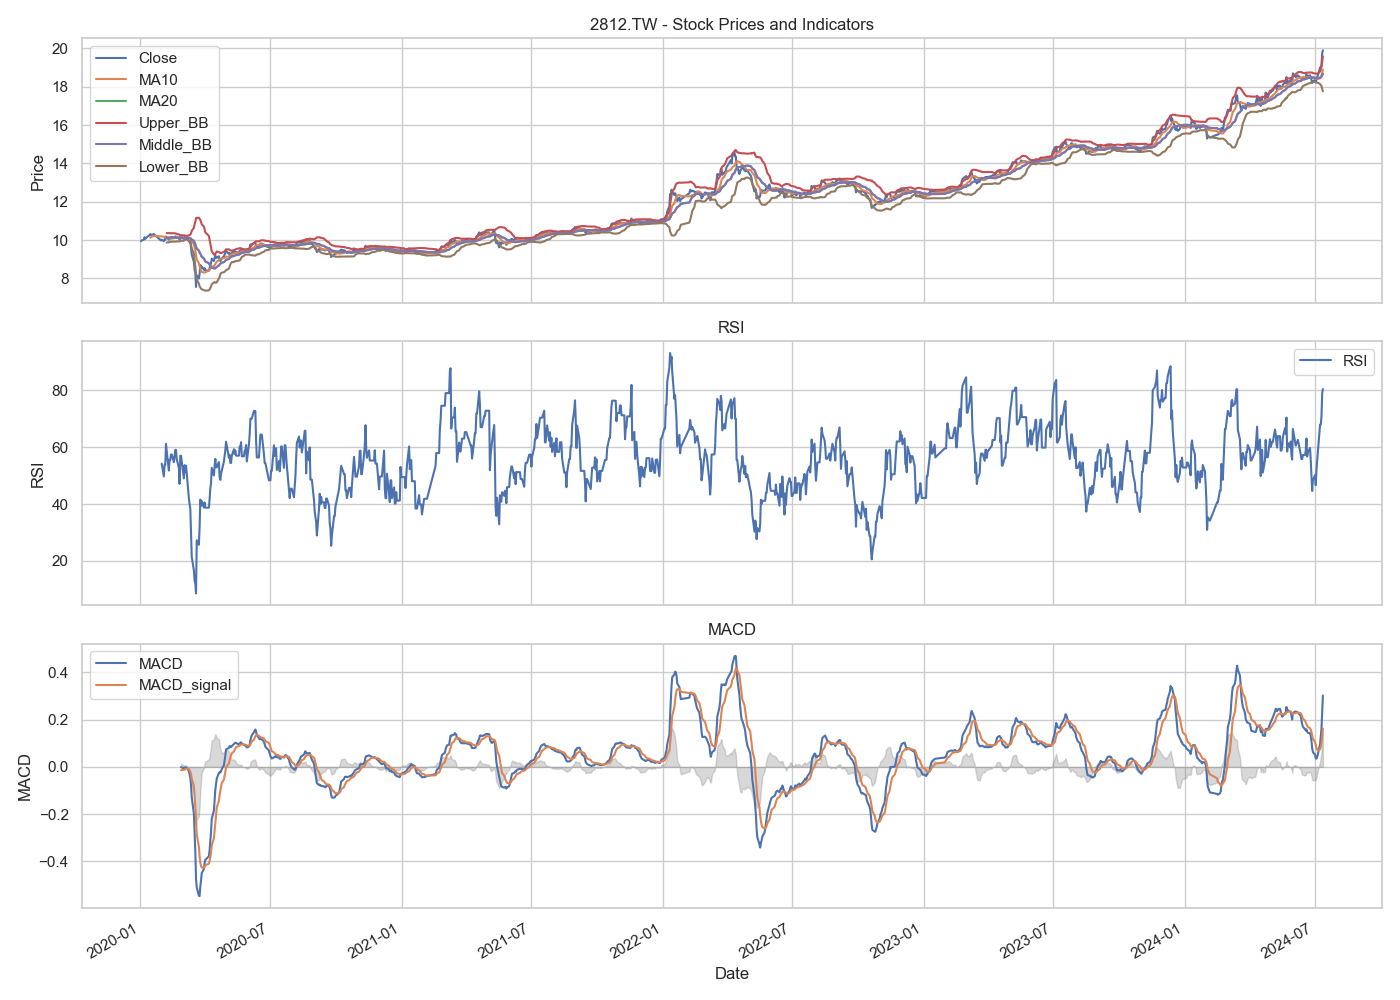 2812.TW - Stock Prices and Indicators
20
18
16
14
12
10
8
Price
Close
MA10
MA20
Upper_BB
Middle_BB
Lower_BB
RSI
80
60
40
20
RSI
RSI
MACD
0.4
0.2
0.0
−0.2
−0.4
MACD
MACD
MACD_signal
2020-01
2020-07
2021-01
2021-07
2022-01
2022-07
2023-01
2023-07
2024-01
2024-07
Date